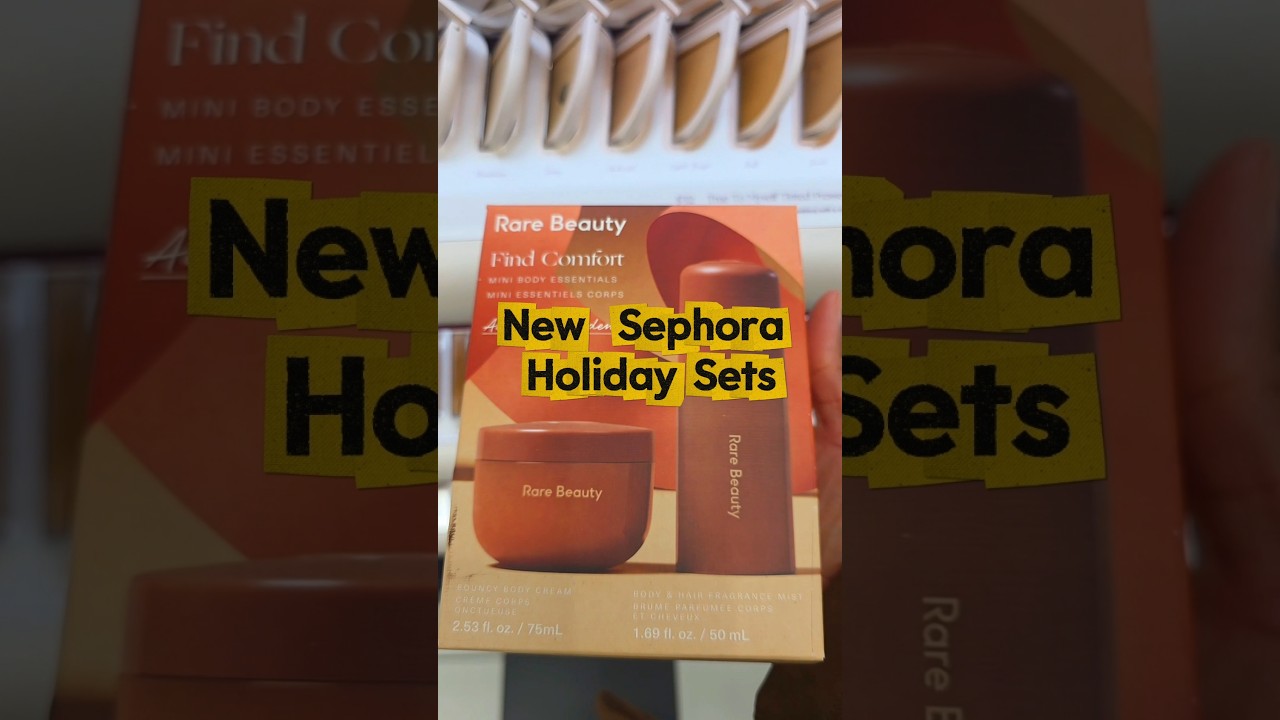 Rare Beauty
Find Comfort
MINI BODY ESSENTIALS
MINI ESSENTIELS CORPS
New Sephora
Holiday Sets
Rare Beauty
Rare Beauty
BOUNCY BODY CREAM
CRÈME CORPS
ONCTUEUSE
2.53 fl. oz. / 75mL
BODY & HAIR FRAGRANCE MIST
BRUME PARFUMÉE CORPS
ET CHEVEUX
1.69 fl. oz. / 50 mL